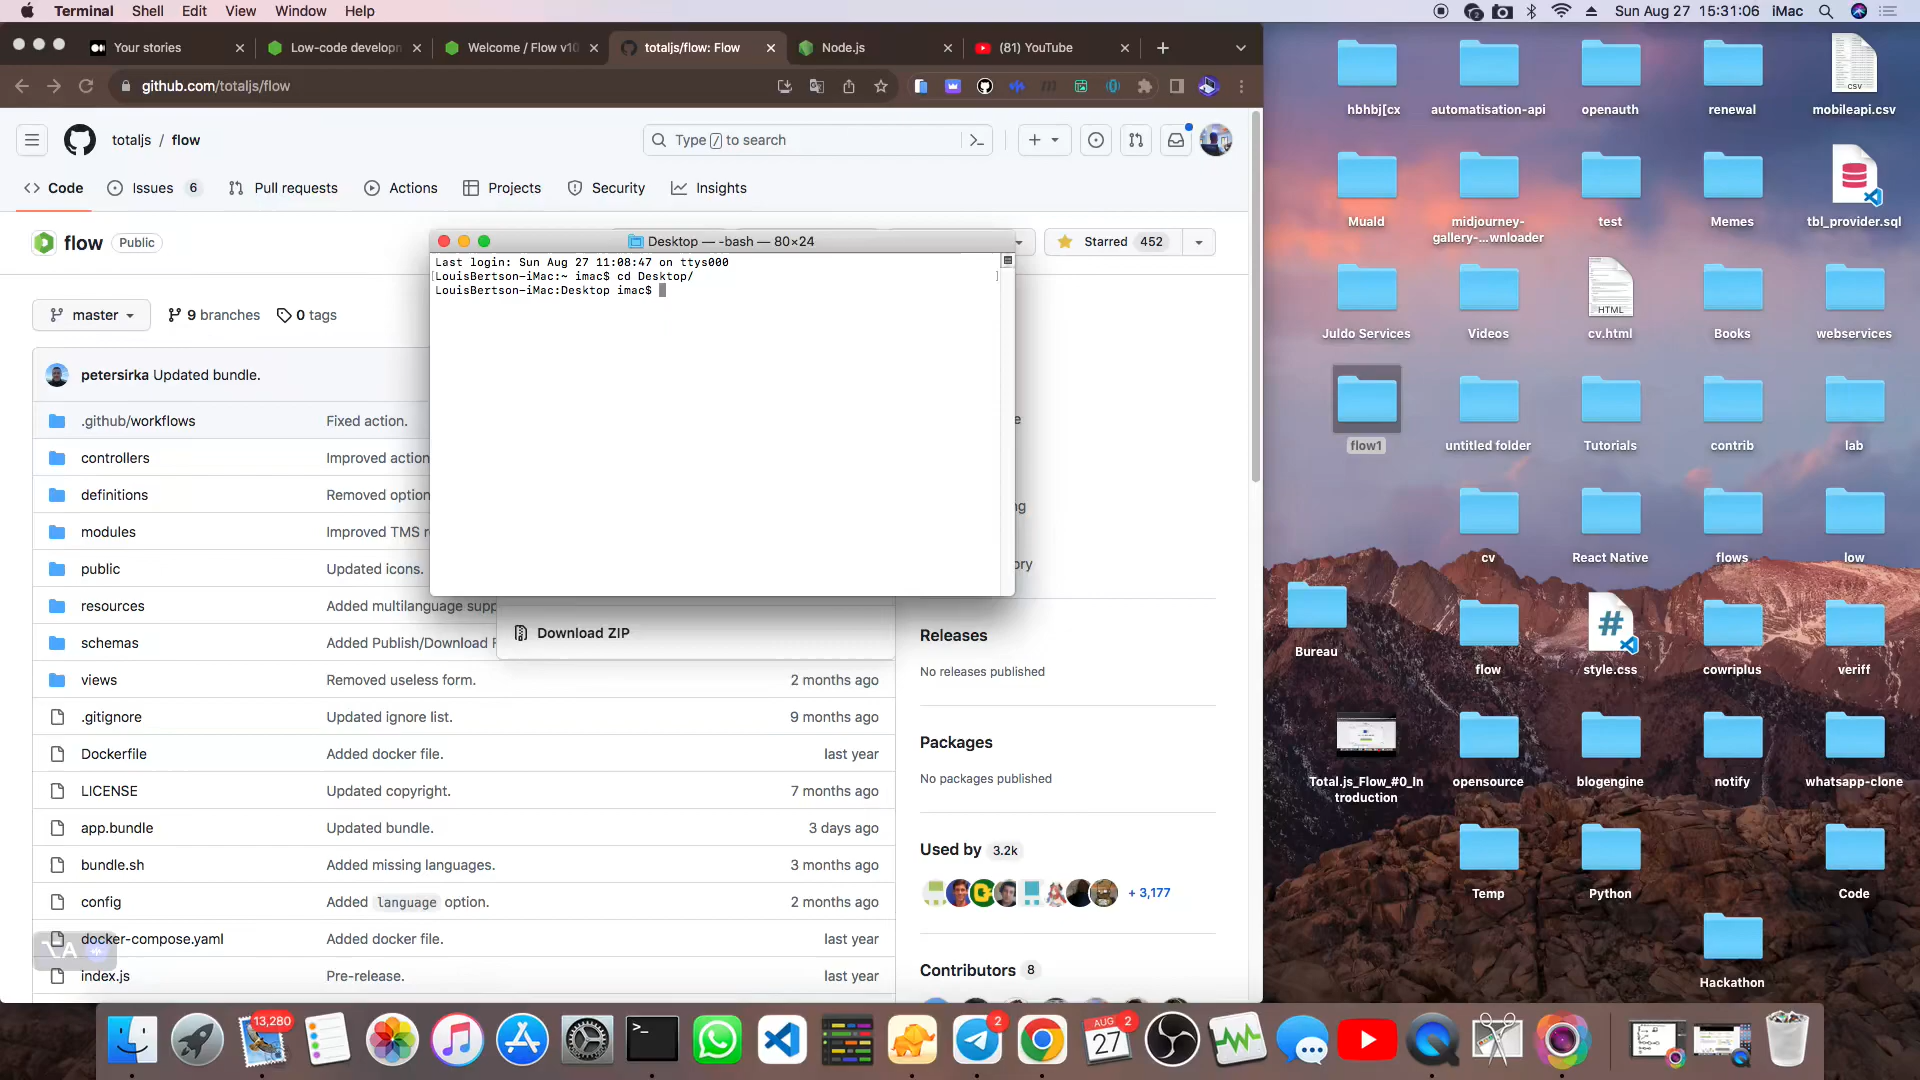 Terminal Shell Edit View Window Help
2 Sun Aug 27 15:31:06 iMac
Your stories
Low-code developn
Welcome / Flow v10
totaljs/flow: Flow
Node.js
(81) YouTube
github.com/totaljs/flow
totaljs / flow
Type / to search
Code
Issues 6
Pull requests
Actions
Projects
Security
Insights
flow Public
Starred 452
Desktop — -bash — 80×24
Last login: Sun Aug 27 11:08:47 on ttys000
[LouisBertson-iMac:~ imac$ cd Desktop/ ]
LouisBertson-iMac:Desktop imac$
master
9 branches
0 tags
petersirka Updated bundle.
.github/workflows Fixed action.
controllers Improved action
definitions Removed option
modules Improved TMS r
public Updated icons.
resources Added multilanguage supp
schemas Added Publish/Download F
views Removed useless form. 2 months ago
.gitignore Updated ignore list. 9 months ago
Dockerfile Added docker file. last year
LICENSE Updated copyright. 7 months ago
app.bundle Updated bundle. 3 days ago
bundle.sh Added missing languages. 3 months ago
config Added language option. 2 months ago
docker-compose.yaml Added docker file. last year
index.js Pre-release. last year
⌥A
Download ZIP
e
ng
ory
Releases
No releases published
Packages
No packages published
Used by 3.2k
+ 3,177
Contributors 8
hbhbj[cx
automatisation-api
openauth
renewal
CSV
mobileapi.csv
Muald
midjourney-
gallery-...wnloader
test
Memes
tbl_provider.sql
Juldo Services
Videos
HTML
cv.html
Books
webservices
flow1
untitled folder
Tutorials
contrib
lab
cv
React Native
flows
low
Bureau
flow
#
style.css
cowriplus
veriff
Total.js_Flow_#0_In
troduction
opensource
blogengine
notify
whatsapp-clone
Temp
Python
Code
Hackathon
13,280
>_
2
AUG 2
27